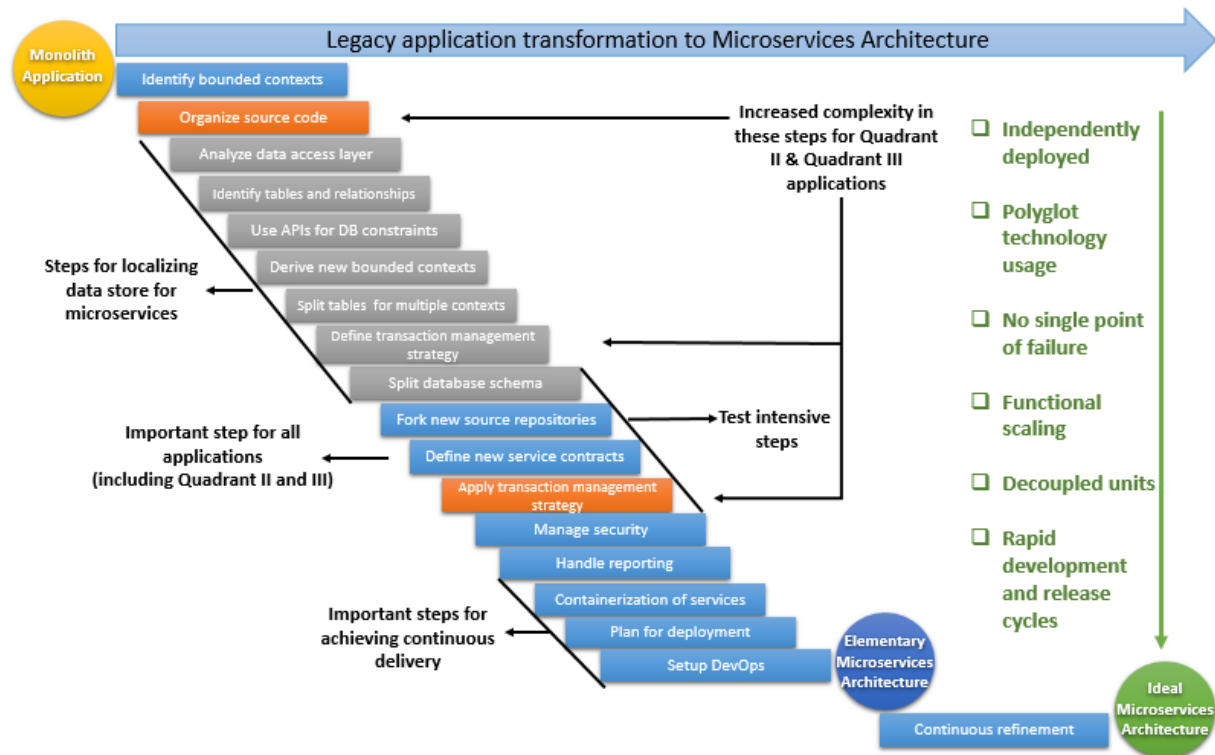 Legacy application transformation to Microservices Architecture
Monolith
Application
Identify bounded contexts
Organize source code
Analyze data access layer
Identify tables and relationships
Use APIs for DB constraints
Derive new bounded contexts
Split tables for multiple contexts
Define transaction management
strategy
Split database schema
Fork new source repositories
Define new service contracts
Apply transaction management
strategy
Manage security
Handle reporting
Containerization of services
Plan for deployment
Setup DevOps
Continuous refinement
Steps for localizing
data store for
microservices
Important step for all
applications
(including Quadrant II and III)
Important steps for
achieving continuous
delivery
Increased complexity in
these steps for Quadrant
II & Quadrant III
applications
Test intensive
steps
Independently
deployed
Polyglot
technology
usage
No single point
of failure
Functional
scaling
Decoupled units
Rapid
development
and release
cycles
Elementary
Microservices
Architecture
Ideal
Microservices
Architecture